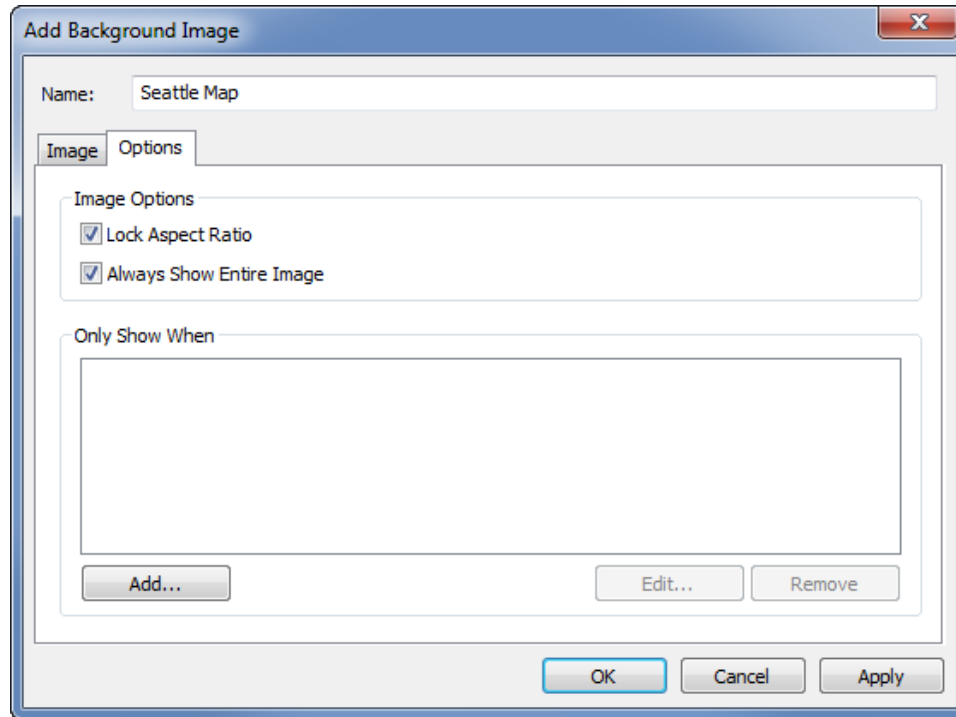 Add Background Image
Name: Seattle Map
Image Options
Image Options
Lock Aspect Ratio
Always Show Entire Image
Only Show When
Add... Edit... Remove
OK Cancel Apply